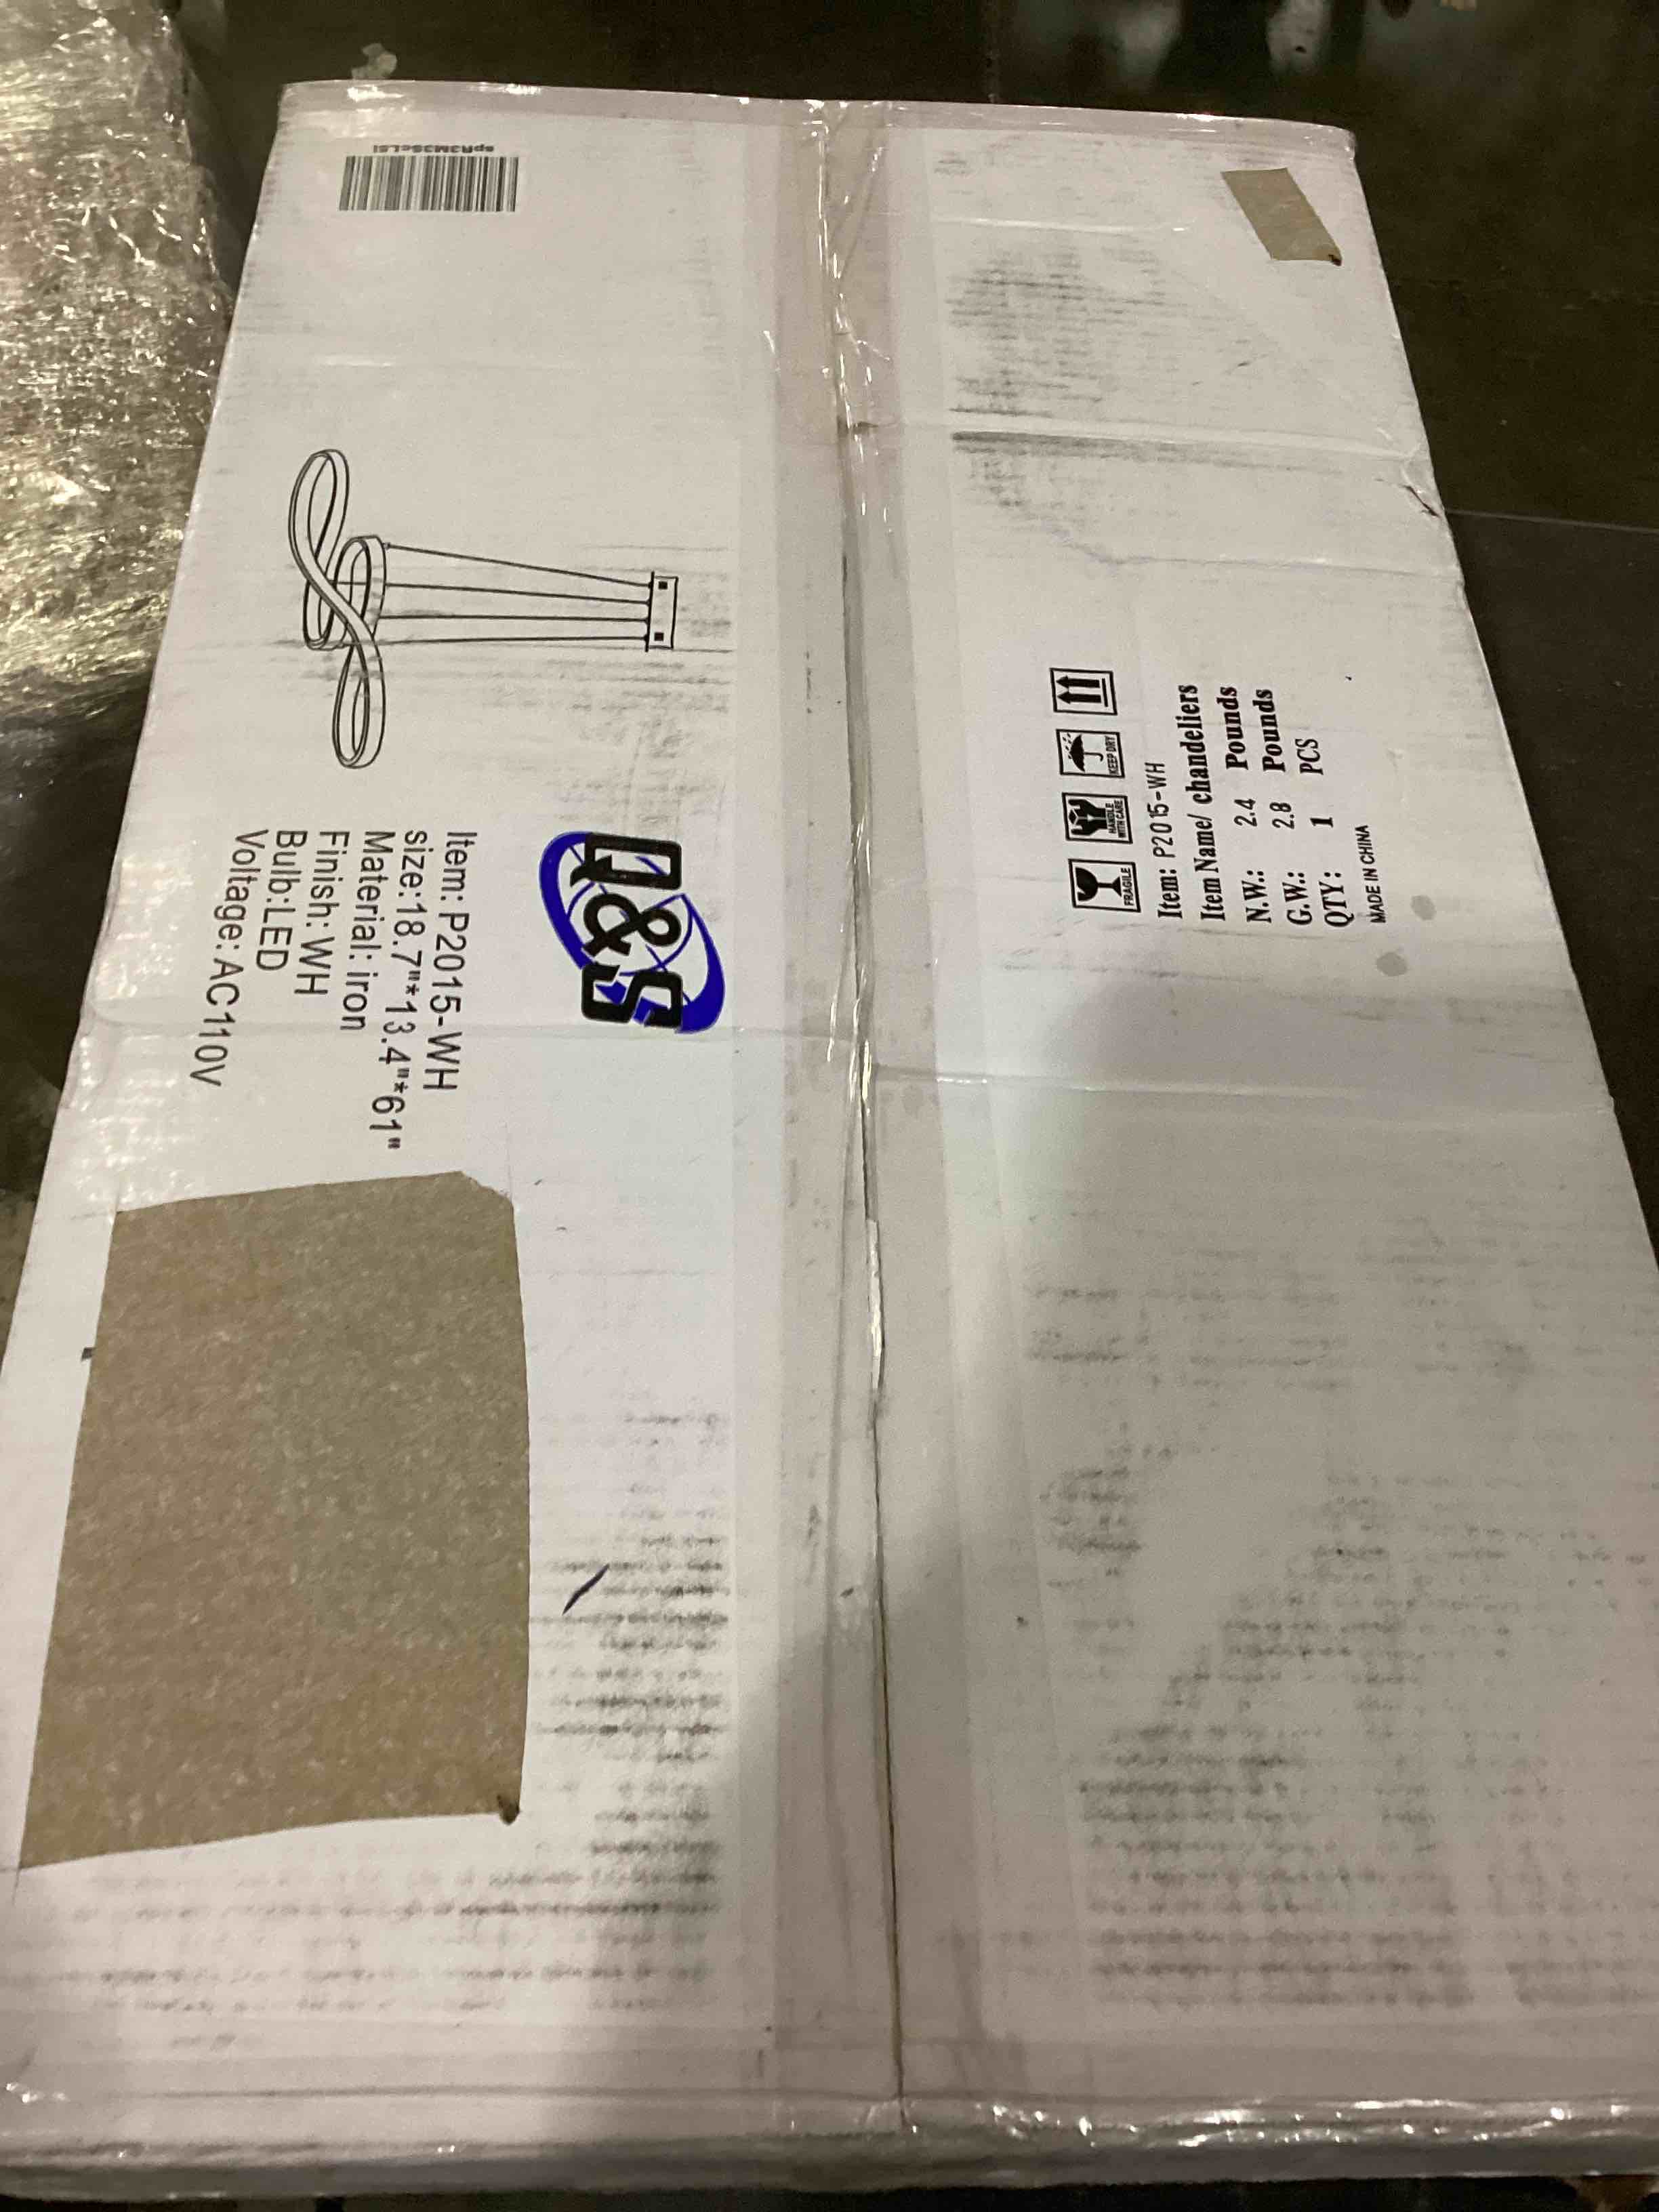 Q&S
Item: P2015-WH
size:18.7"*13.4"*61"
Material: iron
Finish: WH
Bulb:LED
Voltage: AC110V
FRAGILE
HANDLE
WITH CARE
KEEP DRY
Item: P2015-WH
Item Name/ chandeliers
N.W.: 2.4 Pounds
G.W.: 2.8 Pounds
QTY: 1 PCS
MADE IN CHINA